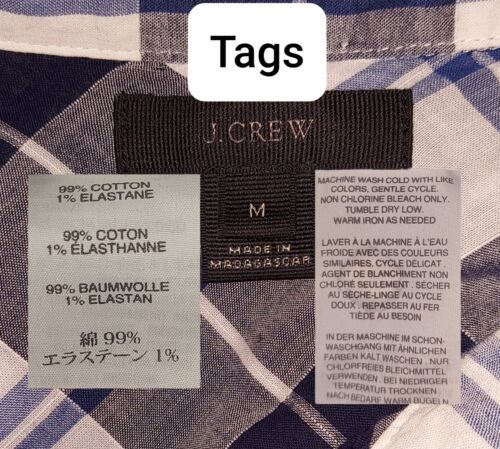 Tags
J.CREW
M
MADE IN
MADAGASCAR
99% COTTON
1% ELASTANE
99% COTON
1% ÉLASTHANNE
99% BAUMWOLLE
1% ELASTAN
綿 99%
エラステーン 1%
MACHINE WASH COLD WITH LIKE
COLORS, GENTLE CYCLE.
NON CHLORINE BLEACH ONLY.
TUMBLE DRY LOW.
WARM IRON AS NEEDED
LAVER À LA MACHINE À L'EAU
FROIDE AVEC DES COULEURS
SIMILAIRES, CYCLE DÉLICAT .
AGENT DE BLANCHIMENT NON
CHLORÉ SEULEMENT. SÉCHER
AU SÈCHE-LINGE AU CYCLE
DOUX . REPASSER AU FER
TIÈDE AU BESOIN
IN DER MASCHINE IM SCHON-
WASCHGANG MIT ÄHNLICHEN
FARBEN KALT WASCHEN . NUR
CHLORFREIES BLEICHMITTEL
VERWENDEN . BEI NIEDRIGER
TEMPERATUR TROCKNEN .
NACH BEDARF WARM BÜGELN